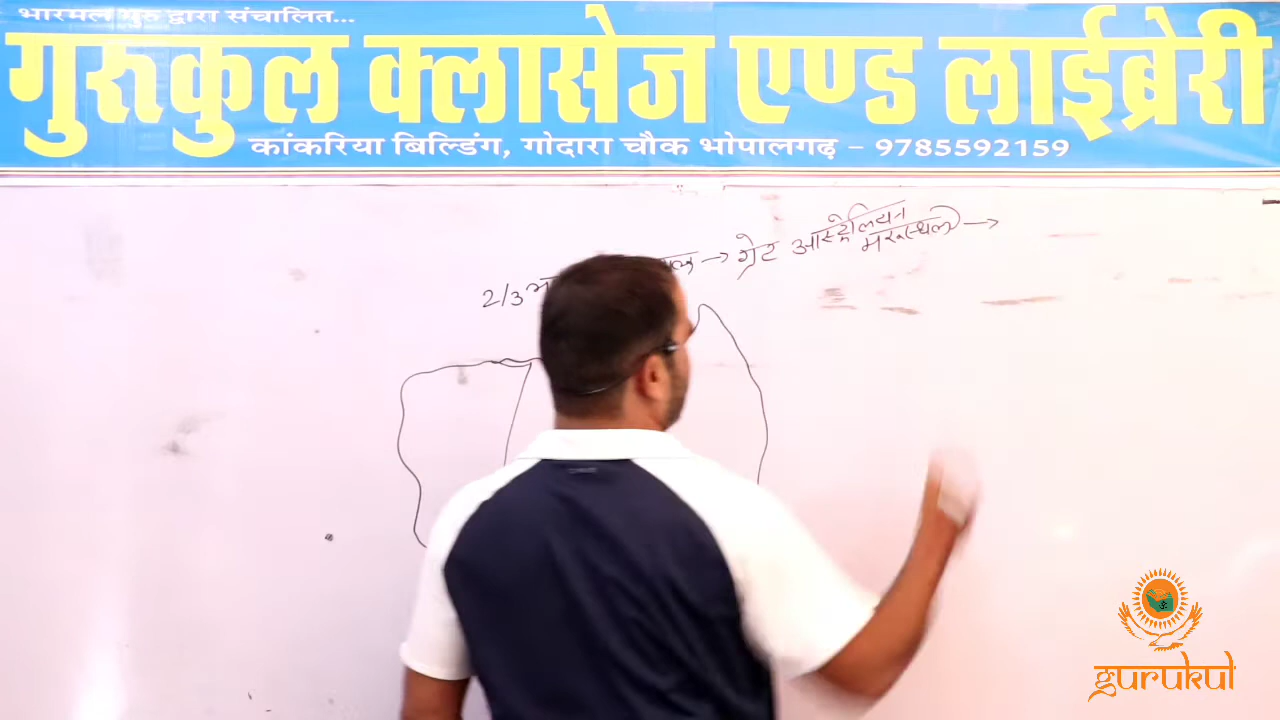 भारमल गुरु द्वारा संचालित...
गुरुकुल क्लासेज एण्ड लाईब्रेरी
कांकरिया बिल्डिंग, गोदारा चौक भोपालगढ़ - 9785592159
2/3 → ग्रेट आस्ट्रेलियन
मरूस्थल →
gurukul